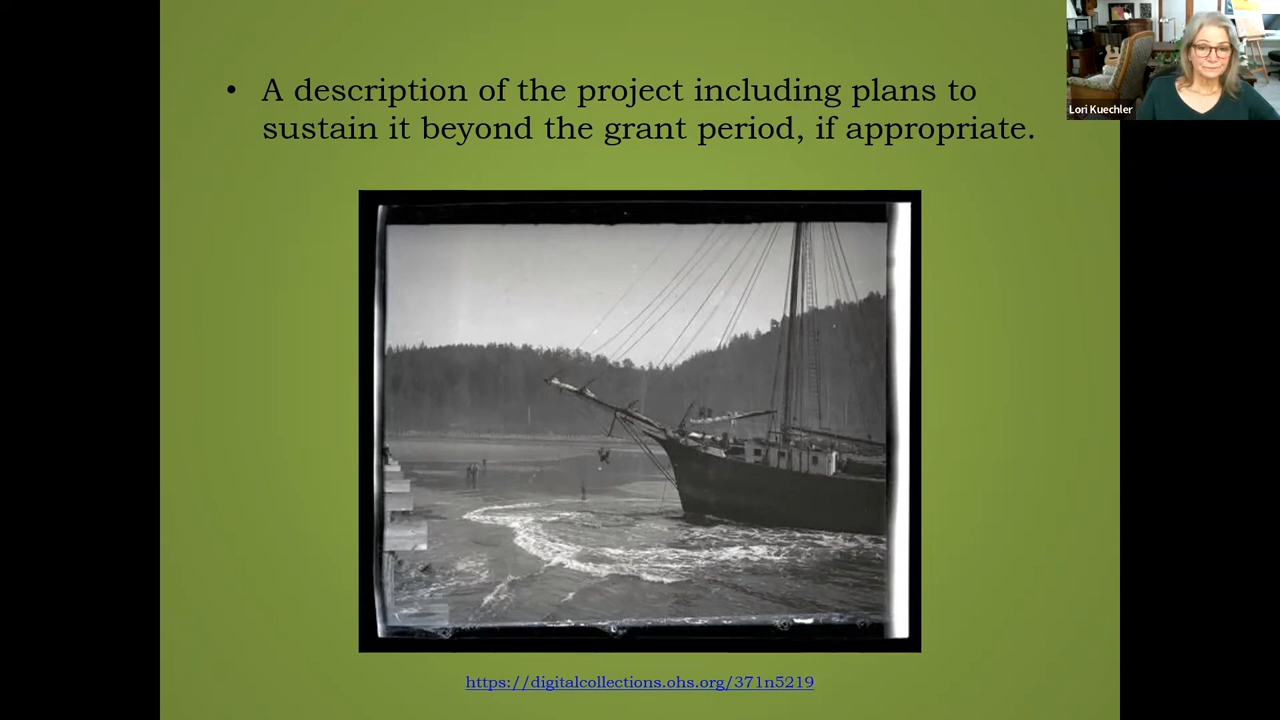 • A description of the project including plans to
sustain it beyond the grant period, if appropriate.
Lori Kuechler
https://digitalcollections.ohs.org/371n5219